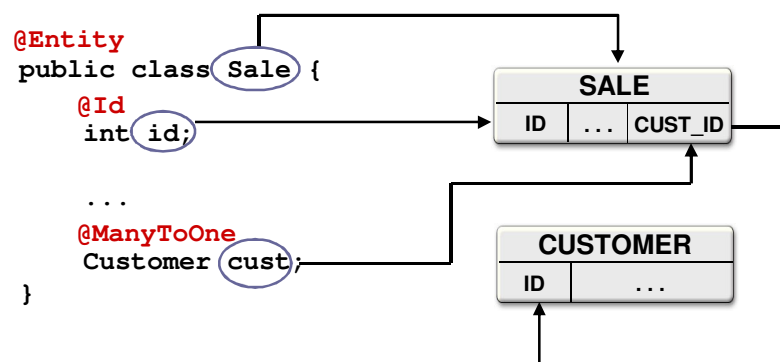 @Entity
public class Sale {
@Id
int id;
...
@ManyToOne
Customer cust;
}
SALE
ID ... CUST_ID
CUSTOMER
ID ...